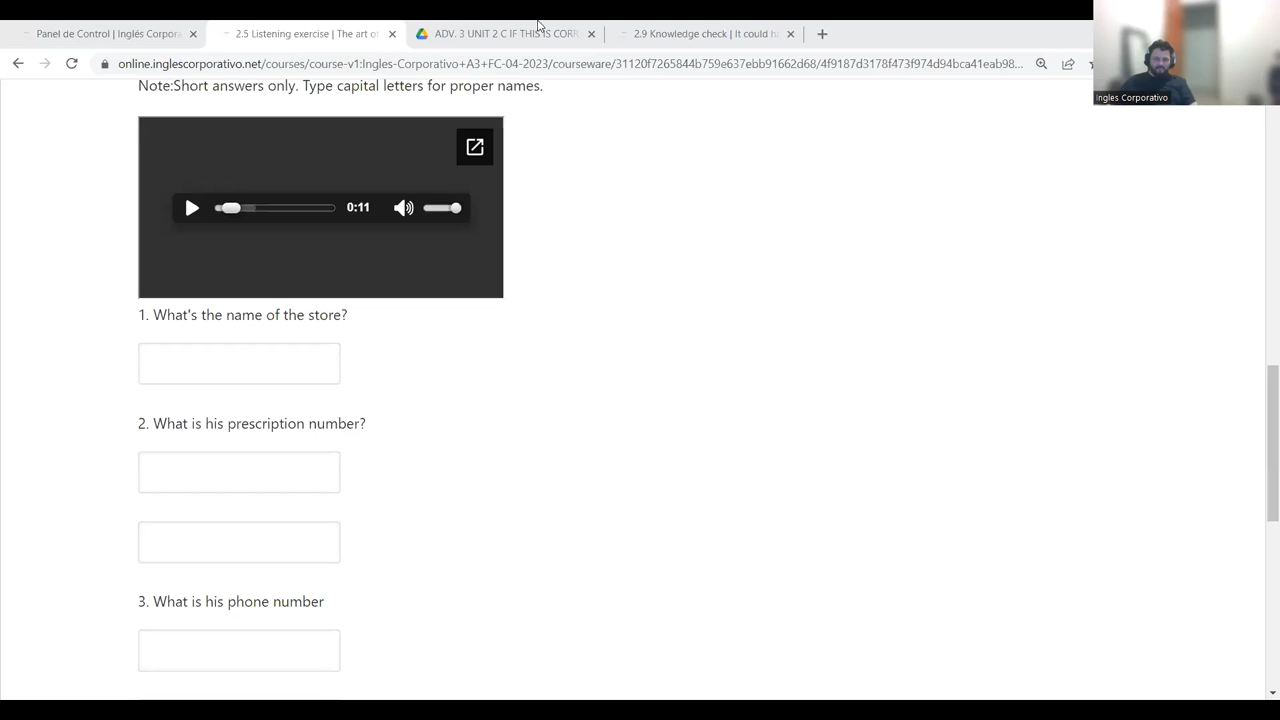 Panel de Control | Inglés Corpora
2.5 Listening exercise | The art of
ADV. 3 UNIT 2 C IF THIS IS CORR
2.9 Knowledge check | It could ha
online.inglescorporativo.net/courses/course-v1:Ingles-Corporativo+A3+FC-04-2023/courseware/31120f7265844b759e637ebb91662d68/4f9187d3178f473f974d94bca41eab98...
Ingles Corporativo
Note:Short answers only. Type capital letters for proper names.
0:11
1. What's the name of the store?
2. What is his prescription number?
3. What is his phone number